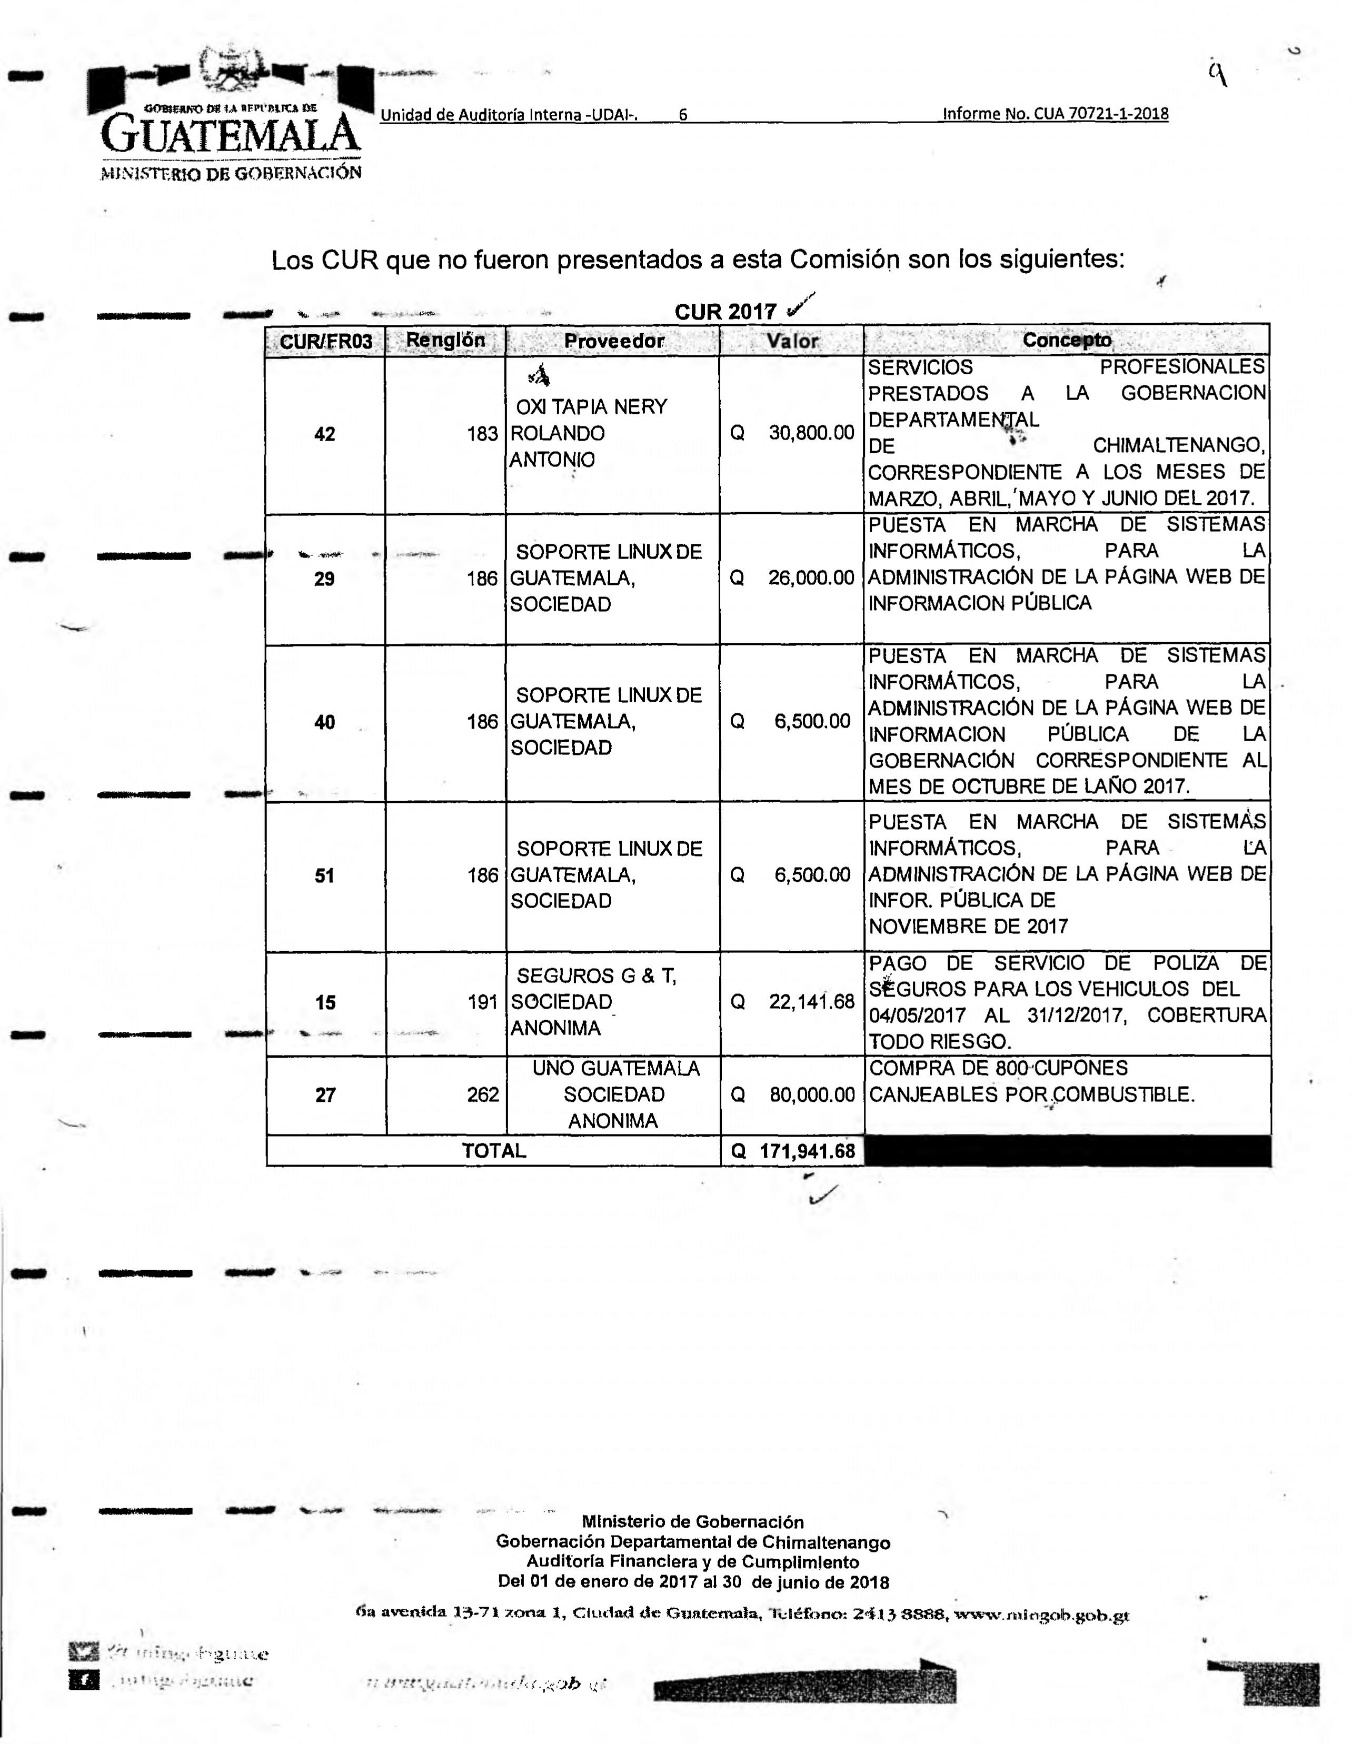 GOBIERNO DE LA REPÚBLICA DE
GUATEMALA
MINISTERIO DE GOBERNACIÓN
Unidad de Auditoría Interna -UDAI-. 6 Informe No. CUA 70721-1-2018
Los CUR que no fueron presentados a esta Comisión son los siguientes:
CUR 2017
CUR/FR03 Renglón Proveedor Valor Concepto
42 183 OXI TAPIA NERY
ROLANDO
ANTONIO
Q 30,800.00
SERVICIOS PROFESIONALES
PRESTADOS A LA GOBERNACION
DEPARTAMENTAL
DE CHIMALTENANGO,
CORRESPONDIENTE A LOS MESES DE
MARZO, ABRIL, MAYO Y JUNIO DEL 2017.
29 186 SOPORTE LINUX DE
GUATEMALA,
SOCIEDAD
Q 26,000.00
PUESTA EN MARCHA DE SISTEMAS
INFORMÁTICOS, PARA LA
ADMINISTRACIÓN DE LA PÁGINA WEB DE
INFORMACION PÚBLICA
40 186 SOPORTE LINUX DE
GUATEMALA,
SOCIEDAD
Q 6,500.00
PUESTA EN MARCHA DE SISTEMAS
INFORMÁTICOS, PARA LA
ADMINISTRACIÓN DE LA PÁGINA WEB DE
INFORMACION PÚBLICA DE LA
GOBERNACIÓN CORRESPONDIENTE AL
MES DE OCTUBRE DE LAÑO 2017.
51 186 SOPORTE LINUX DE
GUATEMALA,
SOCIEDAD
Q 6,500.00
PUESTA EN MARCHA DE SISTEMAS
INFORMÁTICOS, PARA LA
ADMINISTRACIÓN DE LA PÁGINA WEB DE
INFOR. PÚBLICA DE
NOVIEMBRE DE 2017
15 191 SEGUROS G & T,
SOCIEDAD
ANONIMA
Q 22,141.68
PAGO DE SERVICIO DE POLIZA DE
SEGUROS PARA LOS VEHICULOS DEL
04/05/2017 AL 31/12/2017, COBERTURA
TODO RIESGO.
27 262 UNO GUATEMALA
SOCIEDAD
ANONIMA
Q 80,000.00
COMPRA DE 800 CUPONES
CANJEABLES POR COMBUSTIBLE.
TOTAL Q 171,941.68
Ministerio de Gobernación
Gobernación Departamental de Chimaltenango
Auditoría Financiera y de Cumplimiento
Del 01 de enero de 2017 al 30 de junio de 2018
6a avenida 13-71 zona 1, Ciudad de Guatemala, Teléfono: 2413 8888, www.mingob.gob.gt